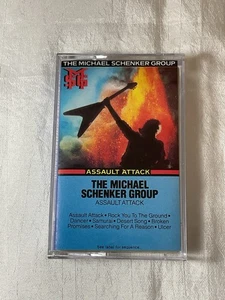 THE MICHAEL SCHENKER GROUP
ASSAULT ATTACK
THE MICHAEL
SCHENKER GROUP
ASSAULT ATTACK
Assault Attack • Rock You To The Ground •
Dancer • Samurai • Desert Song • Broken
Promises • Searching For A Reason • Ulcer